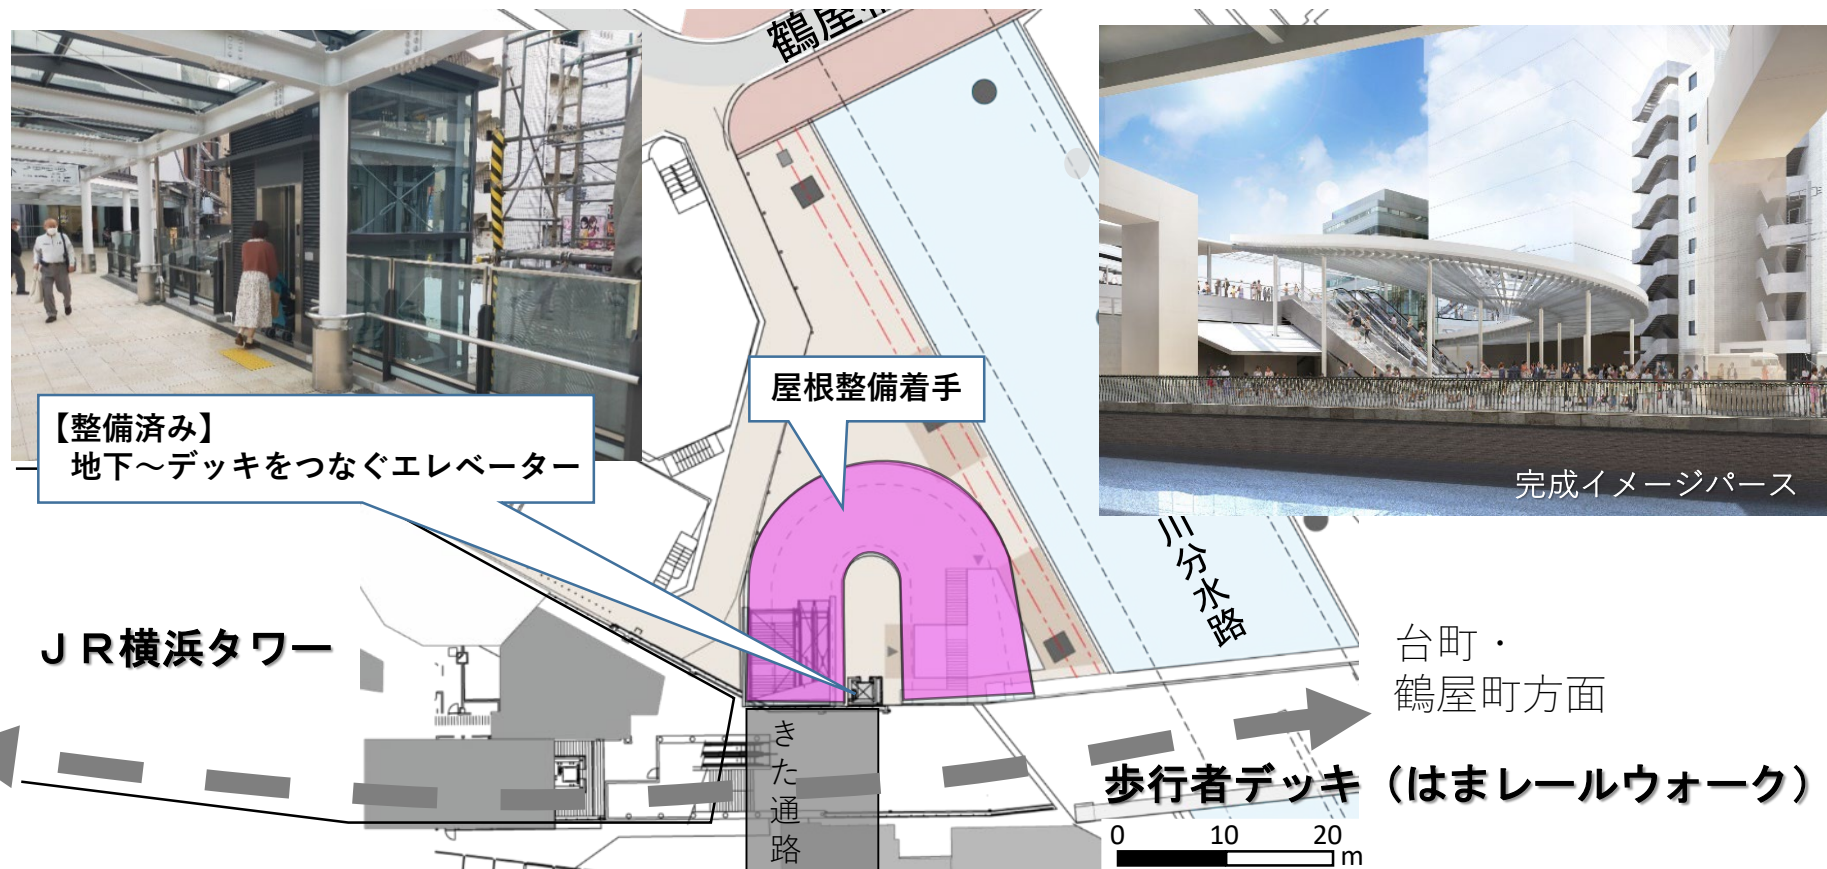 鶴屋
屋根整備着手
【整備済み】
地下～デッキをつなぐエレベーター
完成イメージパース
川分水路
ＪＲ横浜タワー
台町・
鶴屋町方面
きた通路
歩行者デッキ（はまレールウォーク）
0 10 20
m